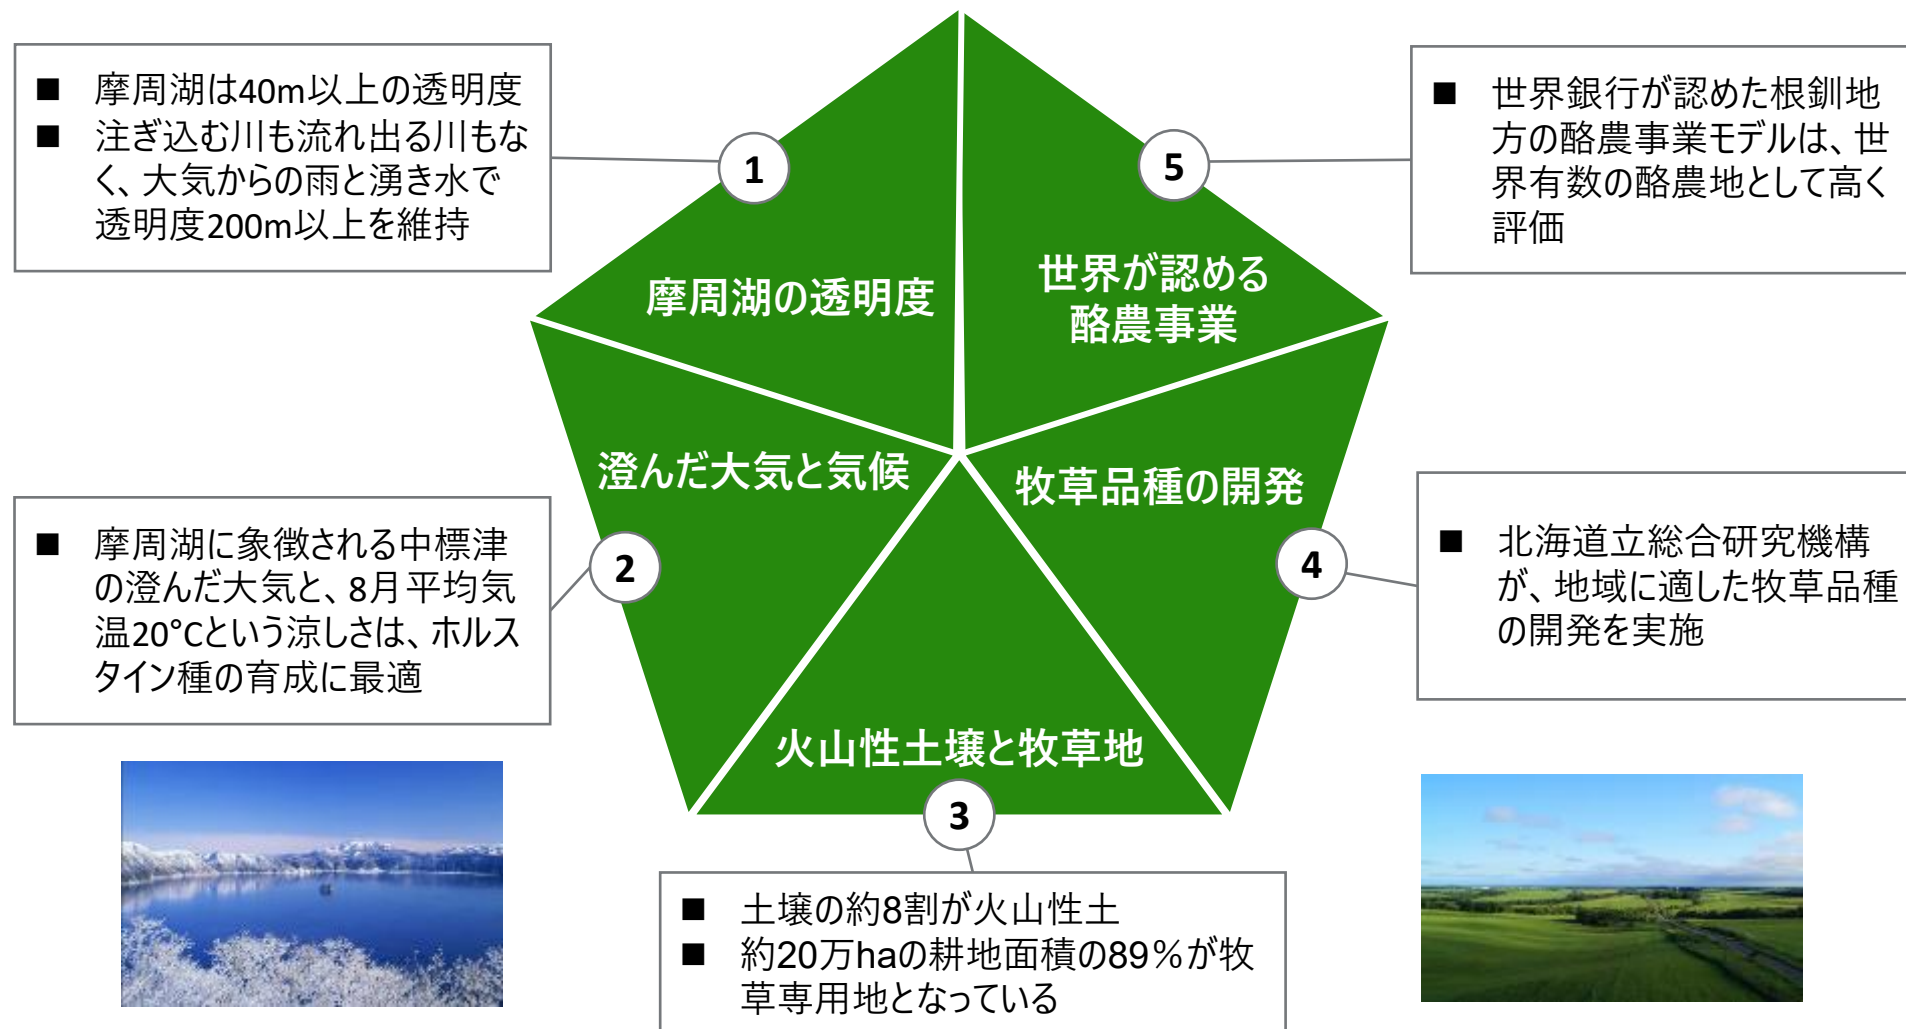 ■ 摩周湖は40m以上の透明度
■ 注ぎ込む川も流れ出る川もな
く、大気からの雨と湧き水で
透明度200m以上を維持
1
摩周湖の透明度
■ 世界銀行が認めた根釧地
方の酪農事業モデルは、世
界有数の酪農地として高く
評価
5
世界が認める
酪農事業
澄んだ大気と気候
2
■ 摩周湖に象徴される中標津
の澄んだ大気と、8月平均気
温20°Cという涼しさは、ホルス
タイン種の育成に最適
牧草品種の開発
4
■ 北海道立総合研究機構
が、地域に適した牧草品種
の開発を実施
火山性土壌と牧草地
3
■ 土壌の約8割が火山性土
■ 約20万haの耕地面積の89%が牧
草専用地となっている